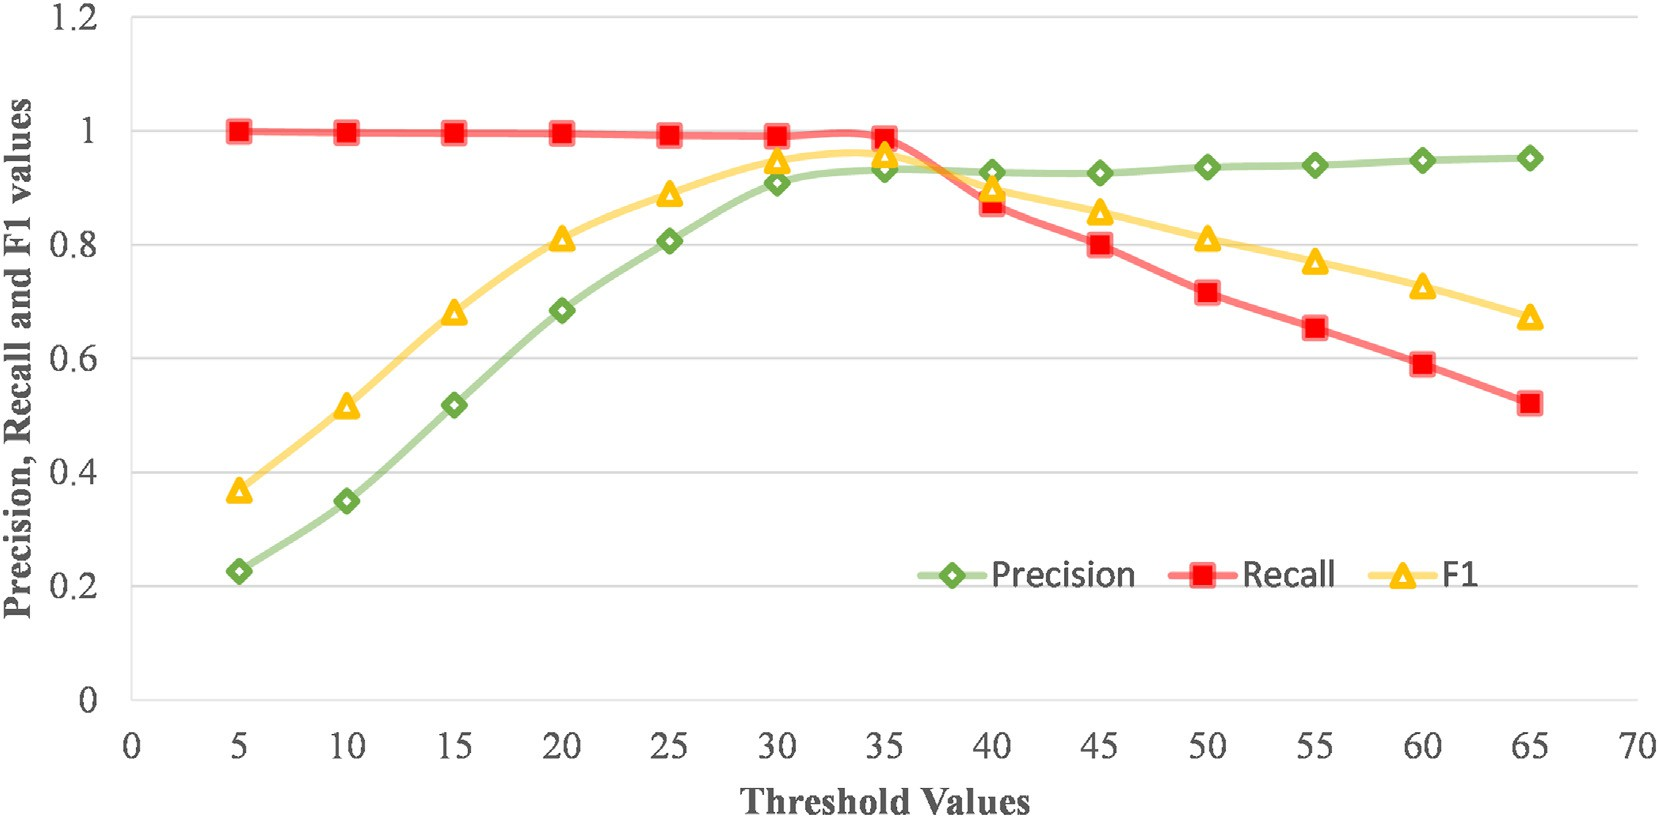 Precision, Recall and F1 values
1.2
1
0.8
0.6
0.4
0.2
0
Precision Recall F1
0 5 10 15 20 25 30 35 40 45 50 55 60 65 70
Threshold Values